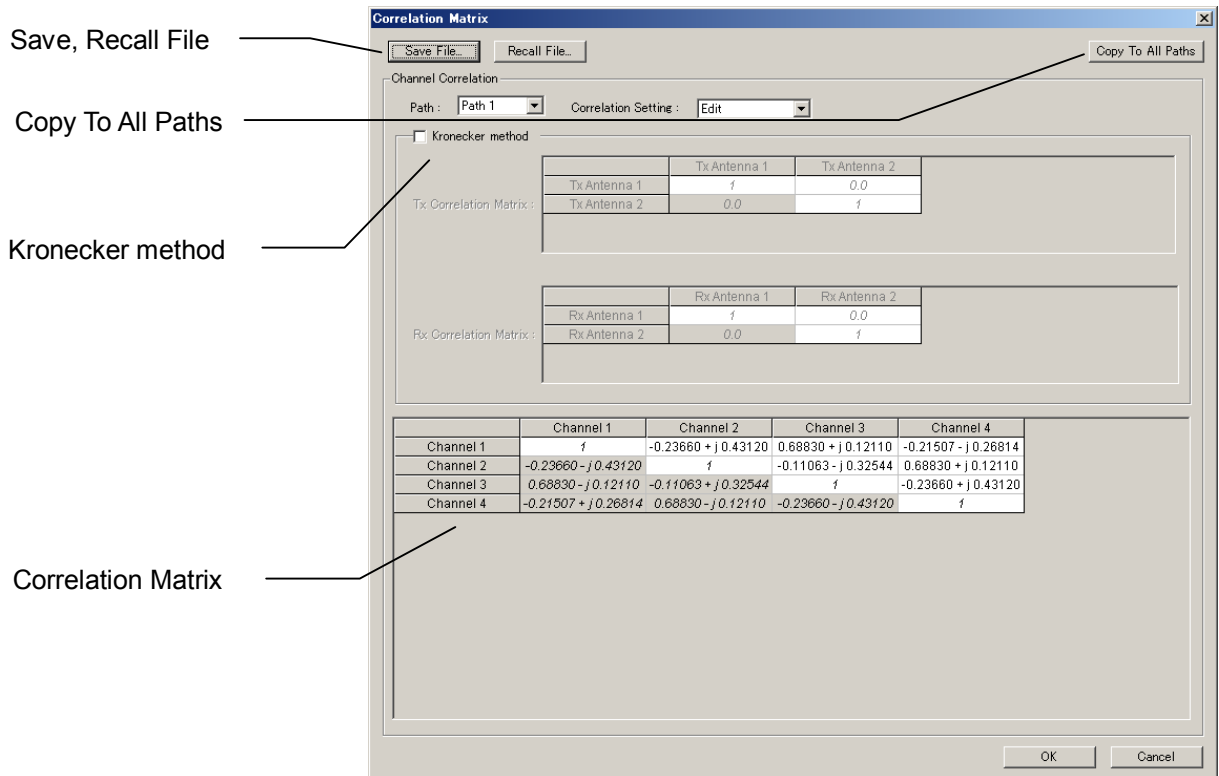 Correlation Matrix
Save, Recall File
Save File...
Recall File...
Copy To All Paths
Channel Correlation
Path : Path 1 Correlation Setting : Edit
Copy To All Paths
Kronecker method
Tx Antenna 1 Tx Antenna 2
Tx Antenna 1 1 0.0
Tx Correlation Matrix : Tx Antenna 2 0.0 1
Kronecker method
Rx Antenna 1 Rx Antenna 2
Rx Antenna 1 1 0.0
Rx Correlation Matrix : Rx Antenna 2 0.0 1
Channel 1 Channel 2 Channel 3 Channel 4
Channel 1 1 -0.23660 + j 0.43120 0.68830 + j 0.12110 -0.21507 - j 0.26814
Channel 2 -0.23660 - j 0.43120 1 -0.11063 - j 0.32544 0.68830 + j 0.12110
Channel 3 0.68830 - j 0.12110 -0.11063 + j 0.32544 1 -0.23660 + j 0.43120
Channel 4 -0.21507 + j 0.26814 0.68830 - j 0.12110 -0.23660 - j 0.43120 1
Correlation Matrix
OK Cancel